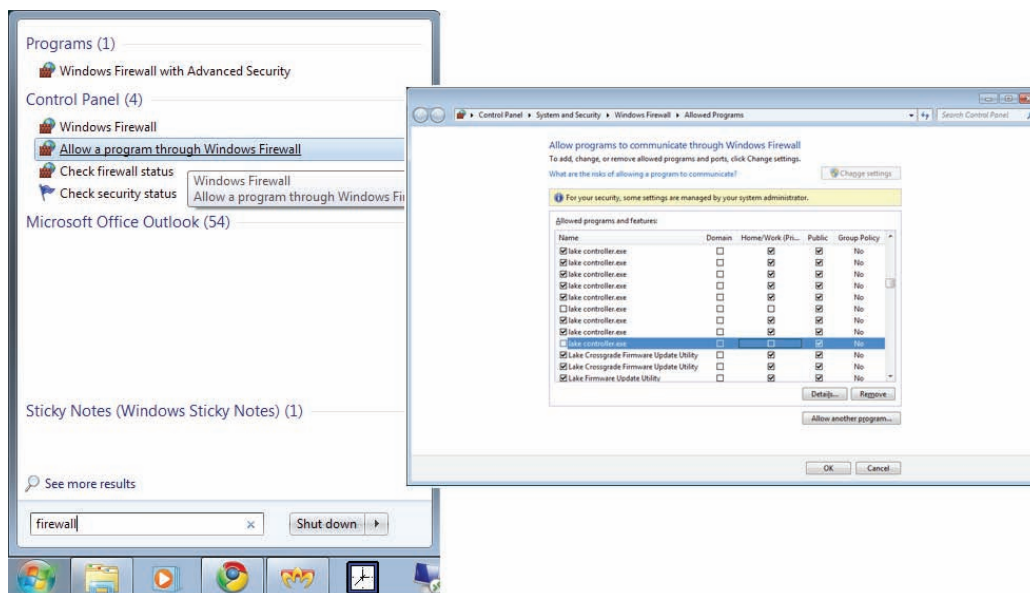 Programs (1)
Windows Firewall with Advanced Security
Control Panel (4)
Windows Firewall
Allow a program through Windows Firewall
Check firewall status
Check security status
Windows Firewall
Allow a program through Windows Fi
Microsoft Office Outlook (54)
Sticky Notes (Windows Sticky Notes) (1)
See more results
firewall
Shut down
Control Panel System and Security Windows Firewall Allowed Programs
Search Control Panel
Allow programs to communicate through Windows Firewall
To add, change, or remove allowed programs and ports, click Change settings.
What are the risks of allowing a program to communicate?
Change settings
For your security, some settings are managed by your system administrator.
Allowed programs and features:
Name Domain Home/Work (Pri... Public Group Policy
lake controller.exe No
lake controller.exe No
lake controller.exe No
lake controller.exe No
lake controller.exe No
lake controller.exe No
lake controller.exe No
lake controller.exe No
lake controller.exe No
Lake Crossgrade Firmware Update Utility No
Lake Crossgrade Firmware Update Utility No
Lake Firmware Update Utility No
Details... Remove
Allow another program...
OK Cancel